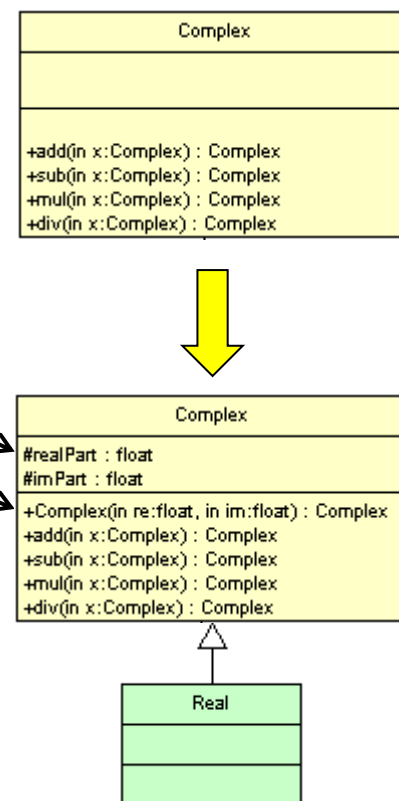 Complex
+add(in x:Complex) : Complex
+sub(in x:Complex) : Complex
+mul(in x:Complex) : Complex
+div(in x:Complex) : Complex
Complex
#realPart : float
#imPart : float
+Complex(in re:float, in im:float) : Complex
+add(in x:Complex) : Complex
+sub(in x:Complex) : Complex
+mul(in x:Complex) : Complex
+div(in x:Complex) : Complex
Real